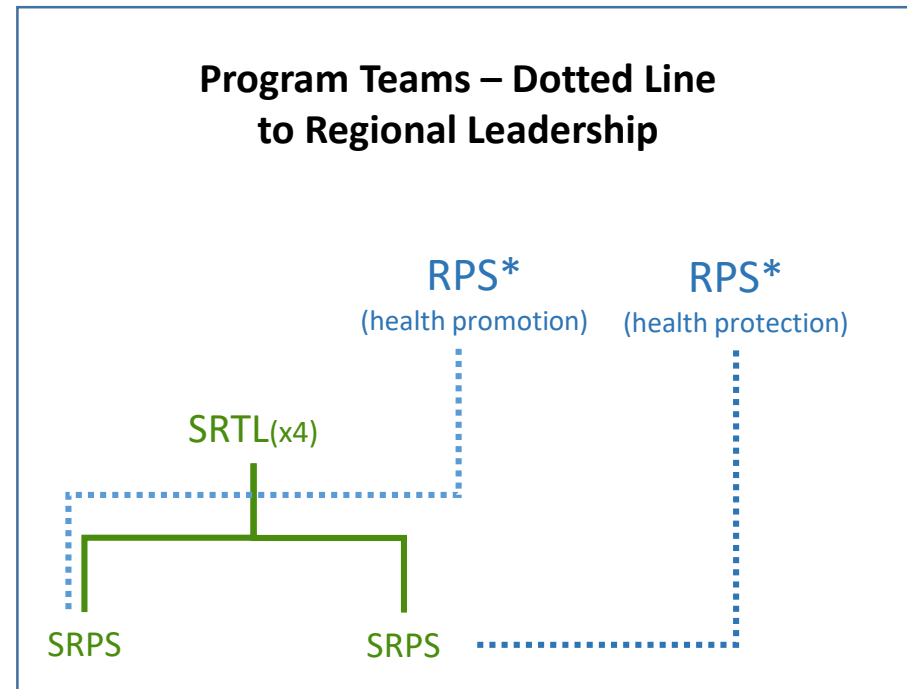 Program Teams – Dotted Line
to Regional Leadership
RPS*
(health promotion)
RPS*
(health protection)
SRTL(x4)
SRPS
SRPS